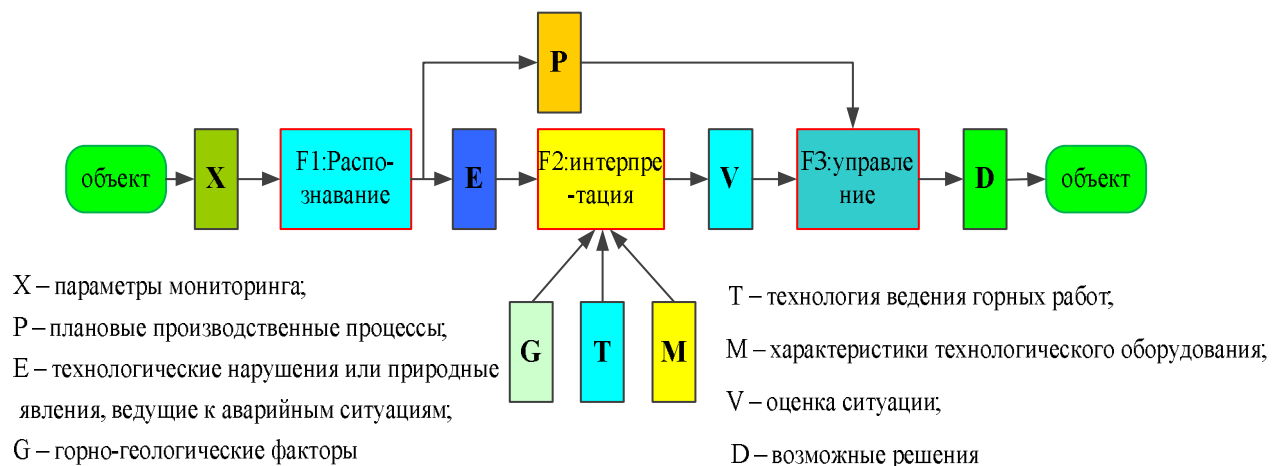 P
объект
X
F1:Распо-
знавание
E
F2:интерпре
-тация
V
F3:управле
ние
D
объект
G
T
M
X – параметры мониторинга;
P – плановые производственные процессы;
E – технологические нарушения или природные
явления, ведущие к аварийным ситуациям;
G – горно-геологические факторы
T – технология ведения горных работ;
M – характеристики технологического оборудования;
V – оценка ситуации;
D – возможные решения